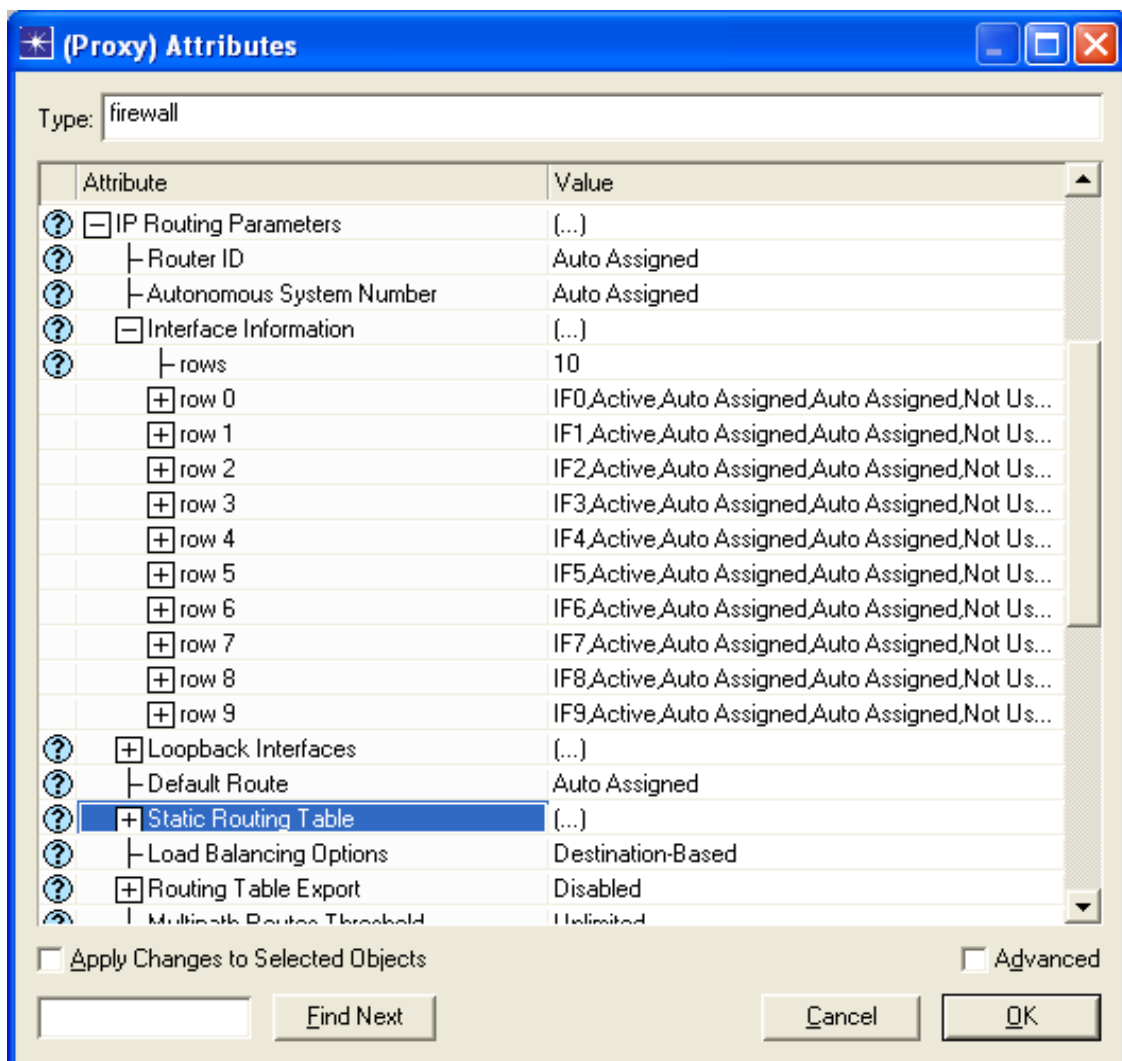 (Proxy) Attributes
Type: firewall
Attribute Value
IP Routing Parameters (...)
Router ID Auto Assigned
Autonomous System Number Auto Assigned
Interface Information (...)
rows 10
row 0 IF0,Active,Auto Assigned,Auto Assigned,Not Us...
row 1 IF1,Active,Auto Assigned,Auto Assigned,Not Us...
row 2 IF2,Active,Auto Assigned,Auto Assigned,Not Us...
row 3 IF3,Active,Auto Assigned,Auto Assigned,Not Us...
row 4 IF4,Active,Auto Assigned,Auto Assigned,Not Us...
row 5 IF5,Active,Auto Assigned,Auto Assigned,Not Us...
row 6 IF6,Active,Auto Assigned,Auto Assigned,Not Us...
row 7 IF7,Active,Auto Assigned,Auto Assigned,Not Us...
row 8 IF8,Active,Auto Assigned,Auto Assigned,Not Us...
row 9 IF9,Active,Auto Assigned,Auto Assigned,Not Us...
Loopback Interfaces (...)
Default Route Auto Assigned
Static Routing Table (...)
Load Balancing Options Destination-Based
Routing Table Export Disabled
Multipath Routes Threshold Unlimited
Apply Changes to Selected Objects Advanced
Find Next Cancel OK